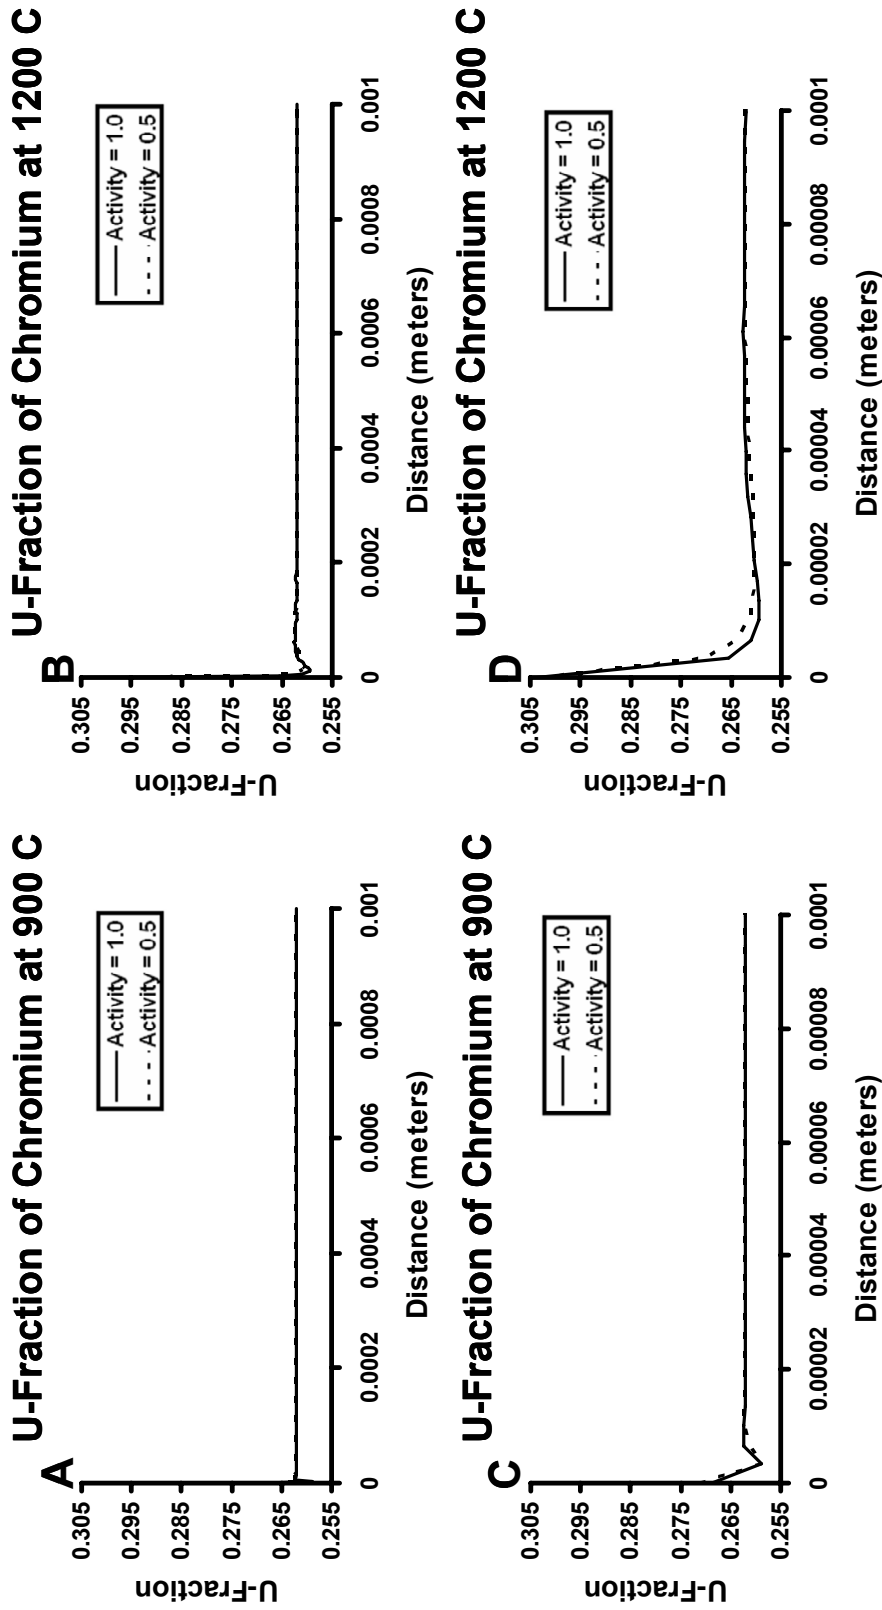 A
U-Fraction of Chromium at 900 C
U-Fraction
0.305
0.295
0.285
0.275
0.265
0.255
0
0.0002
0.0004
0.0006
0.0008
0.001
Distance (meters)
Activity = 1.0
Activity = 0.5
B
U-Fraction of Chromium at 1200 C
U-Fraction
0.305
0.295
0.285
0.275
0.265
0.255
0
0.0002
0.0004
0.0006
0.0008
0.001
Distance (meters)
Activity = 1.0
Activity = 0.5
C
U-Fraction of Chromium at 900 C
U-Fraction
0.305
0.295
0.285
0.275
0.265
0.255
0
0.00002
0.00004
0.00006
0.00008
0.0001
Distance (meters)
Activity = 1.0
Activity = 0.5
D
U-Fraction of Chromium at 1200 C
U-Fraction
0.305
0.295
0.285
0.275
0.265
0.255
0
0.00002
0.00004
0.00006
0.00008
0.0001
Distance (meters)
Activity = 1.0
Activity = 0.5